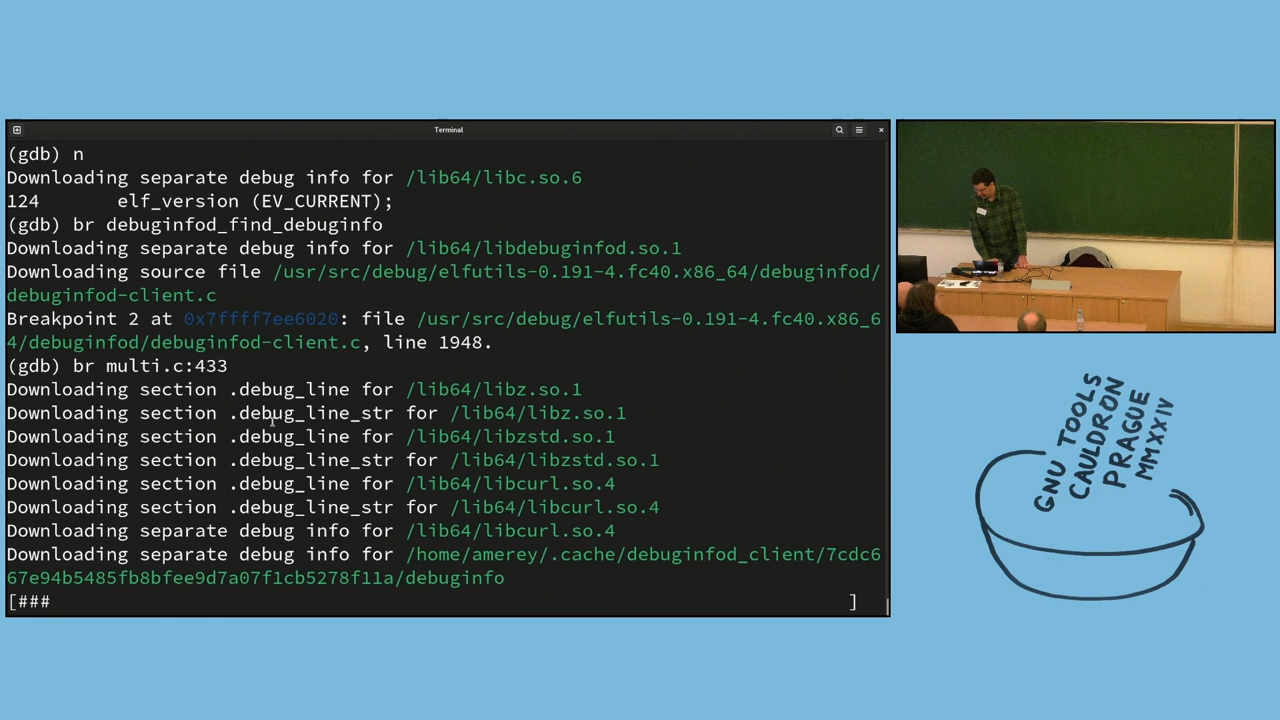 Terminal
(gdb) n
Downloading separate debug info for /lib64/libc.so.6
124       elf_version (EV_CURRENT);
(gdb) br debuginfod_find_debuginfo
Downloading separate debug info for /lib64/libdebuginfod.so.1
Downloading source file /usr/src/debug/elfutils-0.191-4.fc40.x86_64/debuginfod/
debuginfod-client.c
Breakpoint 2 at 0x7ffff7ee6020: file /usr/src/debug/elfutils-0.191-4.fc40.x86_6
4/debuginfod/debuginfod-client.c, line 1948.
(gdb) br multi.c:433
Downloading section .debug_line for /lib64/libz.so.1
Downloading section .debug_line_str for /lib64/libz.so.1
Downloading section .debug_line for /lib64/libzstd.so.1
Downloading section .debug_line_str for /lib64/libzstd.so.1
Downloading section .debug_line for /lib64/libcurl.so.4
Downloading section .debug_line_str for /lib64/libcurl.so.4
Downloading separate debug info for /lib64/libcurl.so.4
Downloading separate debug info for /home/amerey/.cache/debuginfod_client/7cdc6
67e94b5485fb8bfee9d7a07f1cb5278f11a/debuginfo
[###                                                                         ]
GNU TOOLS
CAULDRON
PRAGUE
MMXXIV